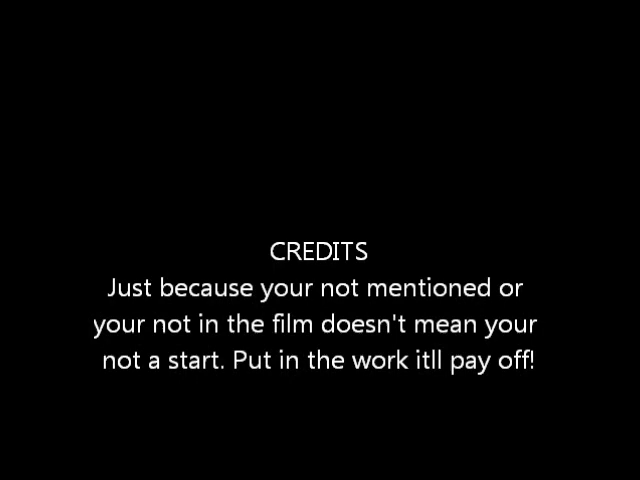 CREDITS
Just because your not mentioned or
your not in the film doesn't mean your
not a start. Put in the work itll pay off!